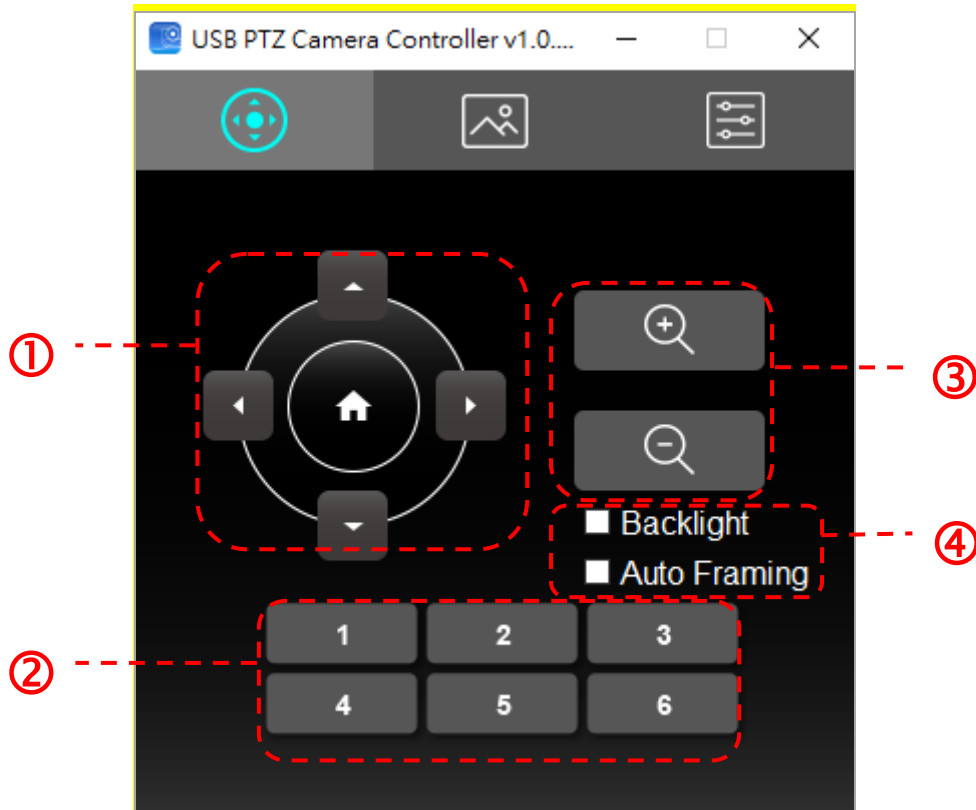 USB PTZ Camera Controller v1.0....
①
③
Backlight
④
Auto Framing
1 2 3
②
4 5 6